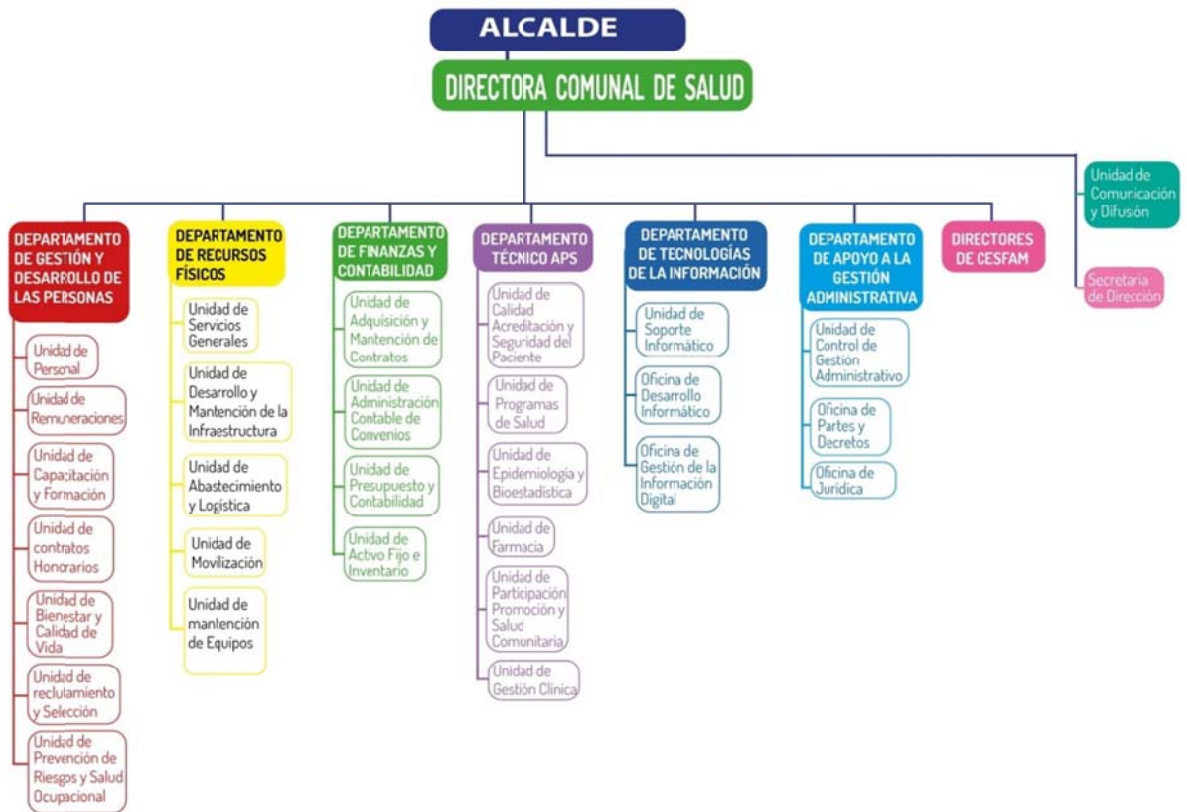 ALCALDE
DIRECTORA COMUNAL DE SALUD
Unidad de
Comunicación
y Difusión
Secretaria
de Dirección
DEPARTAMENTO
DE GESTIÓN Y
DESARROLLO DE
LAS PERSONAS
Unidad de
Personal
Unidad de
Remuneraciones
Unidad de
Capacitación
y Formación
Unidad de
contratos
Honorarios
Unidad de
Bienestar y
Calidad de
Vida
Unidad de
reclutamiento
y Selección
Unidad de
Prevención de
Riesgos y Salud
Ocupacional
DEPARTAMENTO
DE RECURSOS
FÍSICOS
Unidad de
Servicios
Generales
Unidad de
Desarrollo y
Mantención de la
Infraestructura
Unidad de
Abastecimiento
y Logística
Unidad de
Movilización
Unidad de
mantención
de Equipos
DEPARTAMENTO
DE FINANZAS Y
CONTABILIDAD
Unidad de
Adquisición y
Mantención de
Contratos
Unidad de
Administración
Contable de
Convenios
Unidad de
Presupuesto y
Contabilidad
Unidad de
Activo Fijo e
Inventario
DEPARTAMENTO
TÉCNICO APS
Unidad de
Calidad
Acreditación y
Seguridad del
Paciente
Unidad de
Programas
de Salud
Unidad de
Epidemiología y
Bioestadística
Unidad de
Farmacia
Unidad de
Participación
Promoción y
Salud
Comunitaria
Unidad de
Gestión Clínica
DEPARTAMENTO
DE TECNOLOGÍAS
DE LA INFORMACIÓN
Unidad de
Soporte
Informático
Oficina de
Desarrollo
Informático
Oficina de
Gestión de la
Información
Digital
DEPARTAMENTO
DE APOYO A LA
GESTIÓN
ADMINISTRATIVA
Unidad de
Control de
Gestión
Administrativo
Oficina de
Partes y
Decretos
Oficina de
Jurídica
DIRECTORES
DE CESFAM